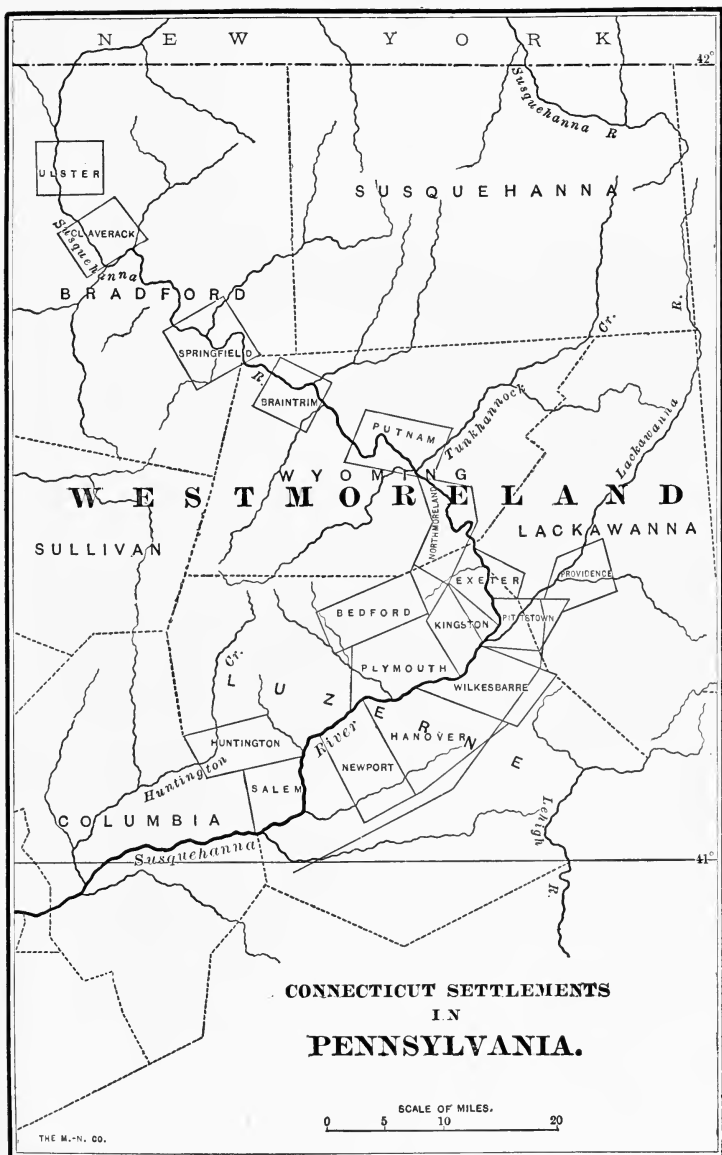 NEW YORK
42°
Susquehanna R
ULSTER
SUSQUEHANNA
CLAVERACK
Susquehanna
BRADFORD
Cr.
R.
SPRINGFIELD
R.
BRAINTRIM
PUTNAM
Tunkhannock
Lackawanna
WYOMING
WESTMORELAND
NORTHMORELAND
LACKAWANNA
SULLIVAN
EXETER
PROVIDENCE
BEDFORD
KINGSTON
PITTSTOWN
Cr.
PLYMOUTH
LUZERNE
WILKESBARRE
HUNTINGTON
River
HANOVER
NEWPORT
Huntington
SALEM
COLUMBIA
Lehigh
Susquehanna
41°
R.
CONNECTICUT SETTLEMENTS
IN
PENNSYLVANIA.
SCALE OF MILES.
0 5 10 20
THE M.-N. CO.